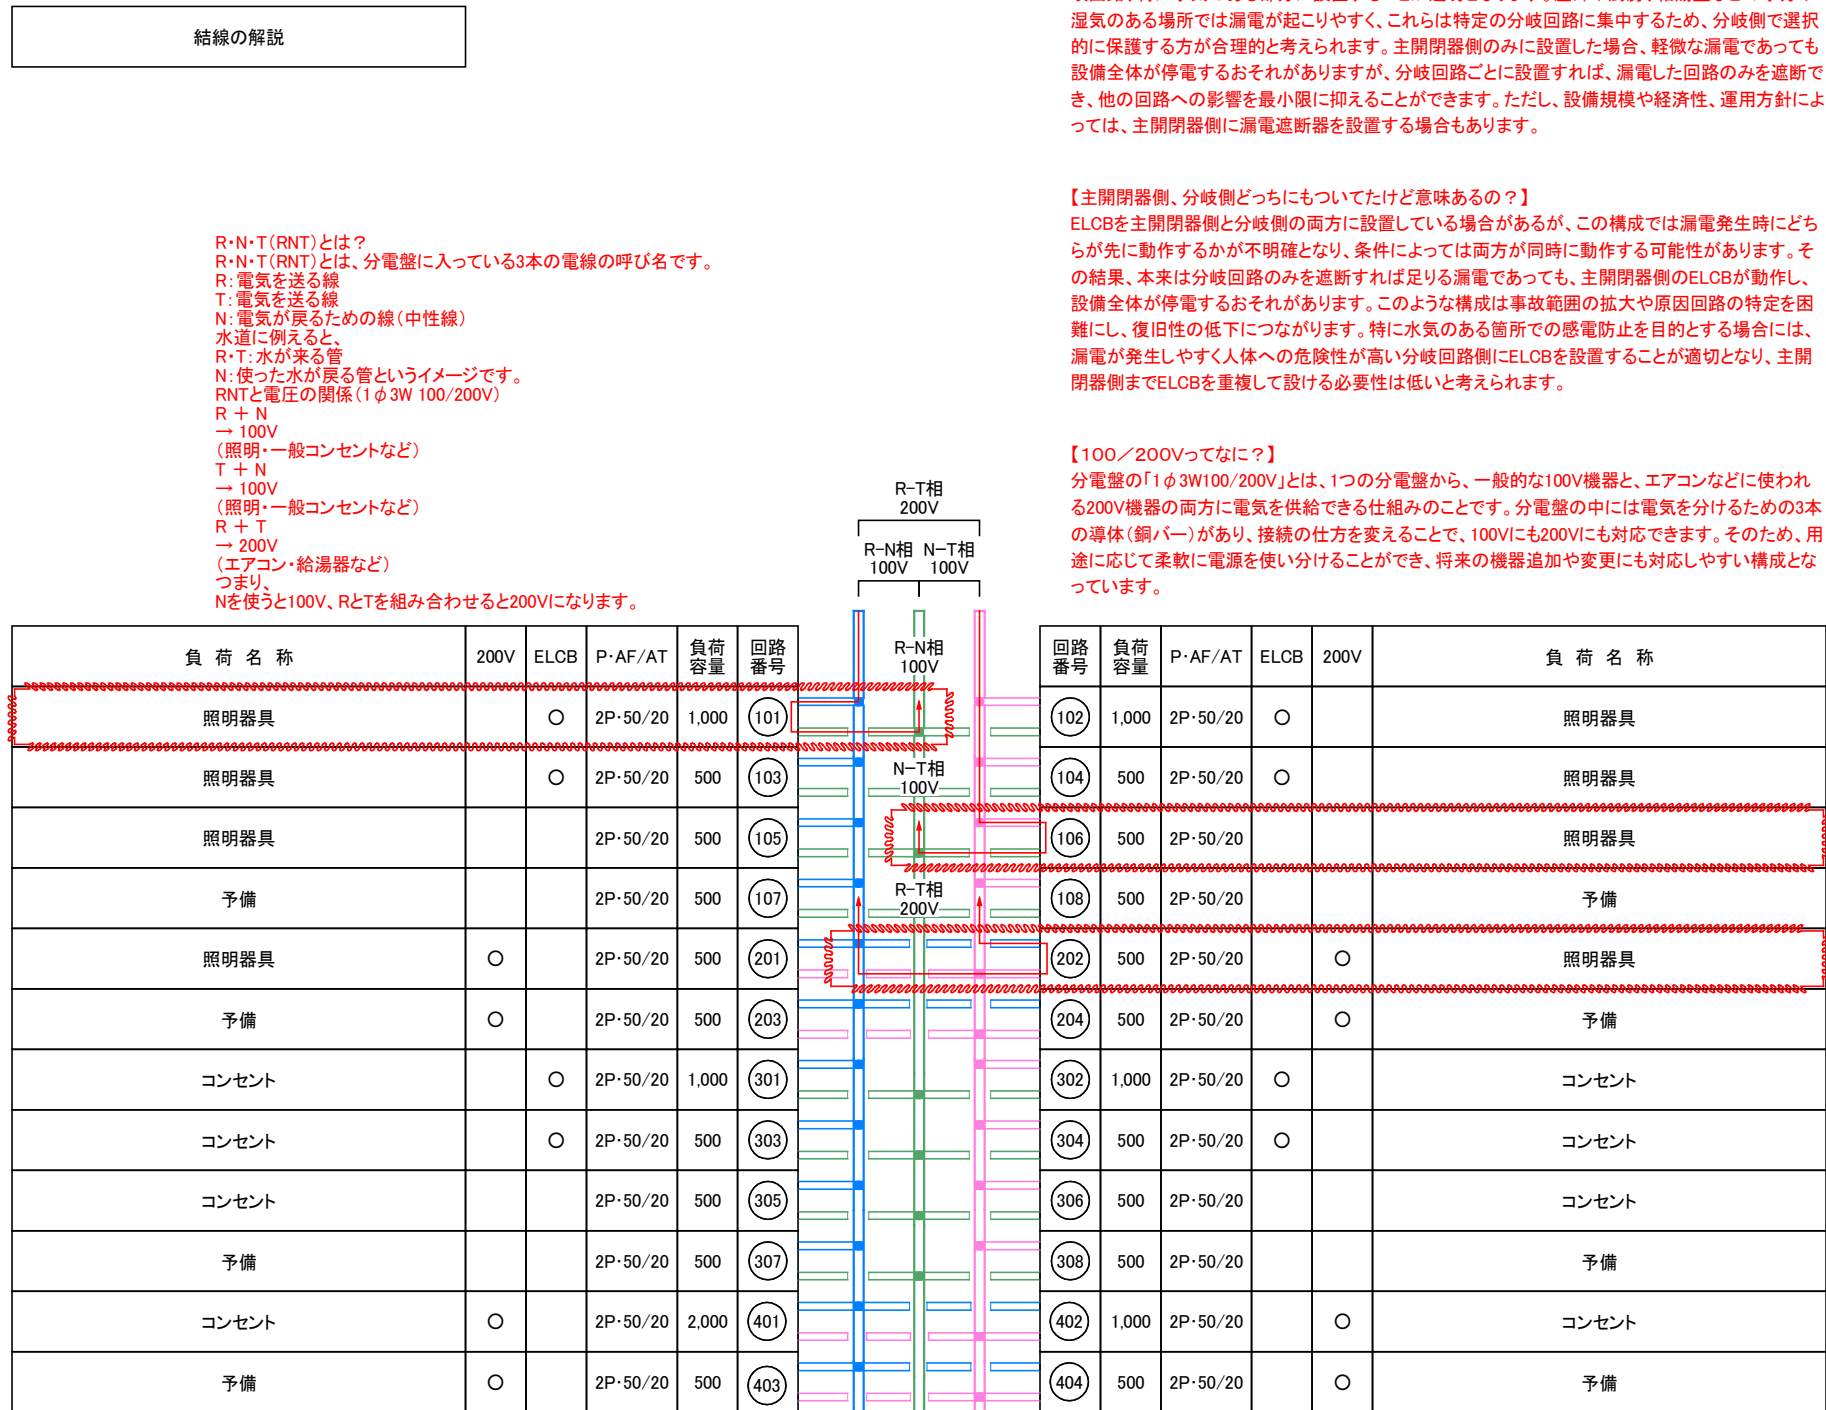 結線の解説
湿気のある場所では漏電が起こりやすく、これらは特定の分岐回路に集中するため、分岐側で選択
的に保護する方が合理的と考えられます。主開閉器側のみに設置した場合、軽微な漏電であっても
設備全体が停電するおそれがありますが、分岐回路ごとに設置すれば、漏電した回路のみを遮断で
き、他の回路への影響を最小限に抑えることができます。ただし、設備規模や経済性、運用方針によ
っては、主開閉器側に漏電遮断器を設置する場合もあります。
【主開閉器側、分岐側どっちにもついてたけど意味あるの？】
ELCBを主開閉器側と分岐側の両方に設置している場合があるが、この構成では漏電発生時にどち
らが先に動作するかが不明確となり、条件によっては両方が同時に動作する可能性があります。そ
の結果、本来は分岐回路のみを遮断すれば足りる漏電であっても、主開閉器側のELCBが動作し、
設備全体が停電するおそれがあります。このような構成は事故範囲の拡大や原因回路の特定を困
難にし、復旧性の低下につながります。特に水気のある箇所での感電防止を目的とする場合には、
漏電が発生しやすく人体への危険性が高い分岐回路側にELCBを設置することが適切となり、主開
閉器側までELCBを重複して設ける必要性は低いと考えられます。
【100／200Vってなに？】
分電盤の「1φ3W100/200V」とは、1つの分電盤から、一般的な100V機器と、エアコンなどに使われ
る200V機器の両方に電気を供給できる仕組みのことです。分電盤の中には電気を分けるための3本
の導体（銅バー）があり、接続の仕方を変えることで、100Vにも200Vにも対応できます。そのため、用
途に応じて柔軟に電源を使い分けることができ、将来の機器追加や変更にも対応しやすい構成とな
っています。
R・N・T（RNT）とは？
R・N・T（RNT）とは、分電盤に入っている3本の電線の呼び名です。
R：電気を送る線
T：電気を送る線
N：電気が戻るための線（中性線）
水道に例えると、
R・T：水が来る管
N：使った水が戻る管というイメージです。
RNTと電圧の関係（1φ3W 100/200V）
R ＋ N
→ 100V
（照明・一般コンセントなど）
T ＋ N
→ 100V
（照明・一般コンセントなど）
R ＋ T
→ 200V
（エアコン・給湯器など）
つまり、
Nを使うと100V、RとTを組み合わせると200Vになります。
R-T相
200V
R-N相 N-T相
100V 100V
負 荷 名 称 200V ELCB P・AF/AT 負荷容量 回路番号
R-N相
100V
回路番号 負荷容量 P・AF/AT ELCB 200V 負 荷 名 称
照明器具 ○ 2P・50/20 1,000 101
102 1,000 2P・50/20 ○ 照明器具
照明器具 ○ 2P・50/20 500 103
N-T相
100V
104 500 2P・50/20 ○ 照明器具
照明器具 2P・50/20 500 105
106 500 2P・50/20 照明器具
予備 2P・50/20 500 107
R-T相
200V
108 500 2P・50/20 予備
照明器具 ○ 2P・50/20 500 201
202 500 2P・50/20 ○ 照明器具
予備 ○ 2P・50/20 500 203
204 500 2P・50/20 ○ 予備
コンセント ○ 2P・50/20 1,000 301
302 1,000 2P・50/20 ○ コンセント
コンセント ○ 2P・50/20 500 303
304 500 2P・50/20 ○ コンセント
コンセント 2P・50/20 500 305
306 500 2P・50/20 コンセント
予備 2P・50/20 500 307
308 500 2P・50/20 予備
コンセント ○ 2P・50/20 2,000 401
402 1,000 2P・50/20 ○ コンセント
予備 ○ 2P・50/20 500 403
404 500 2P・50/20 ○ 予備